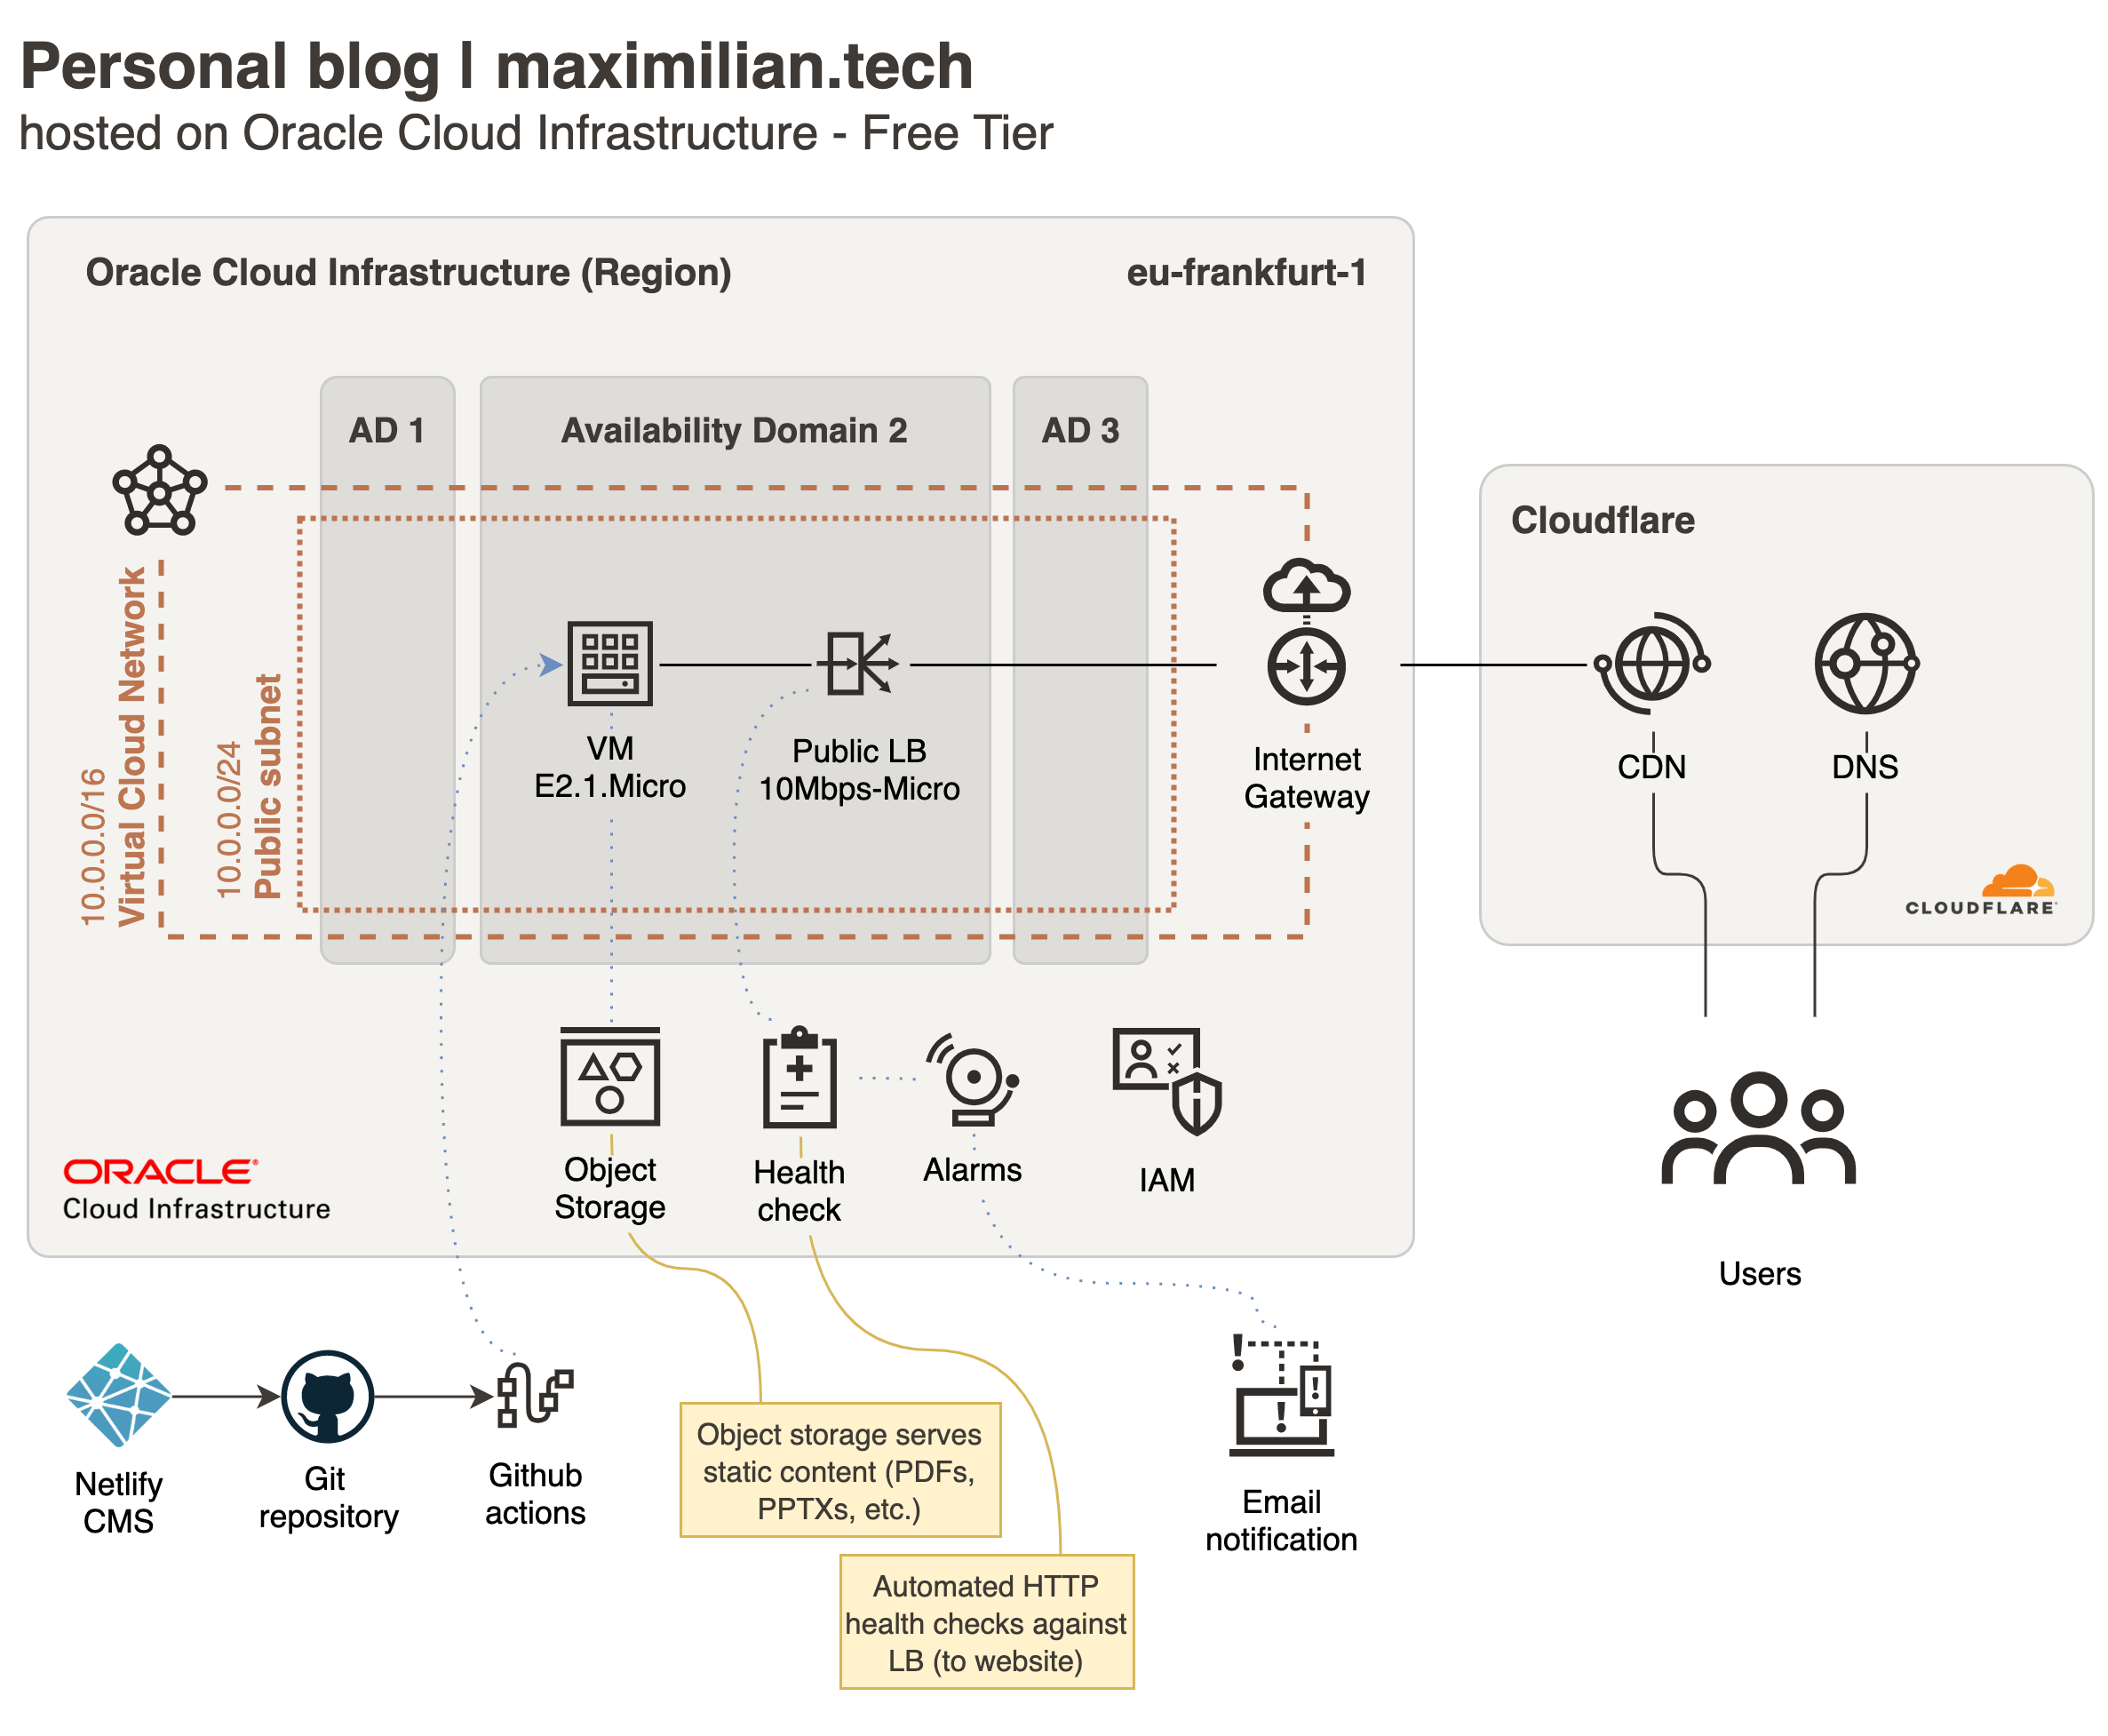 Personal blog | maximilian.tech
hosted on Oracle Cloud Infrastructure - Free Tier
Oracle Cloud Infrastructure (Region)
eu-frankfurt-1
AD 1
Availability Domain 2
AD 3
10.0.0.0/16
Virtual Cloud Network
10.0.0.0/24
Public subnet
VM
E2.1.Micro
Public LB
10Mbps-Micro
Internet
Gateway
Cloudflare
CDN
DNS
CLOUDFLARE
Object
Storage
Health
check
Alarms
IAM
ORACLE
Cloud Infrastructure
Users
Netlify
CMS
Git
repository
Github
actions
Object storage serves
static content (PDFs,
PPTXs, etc.)
Automated HTTP
health checks against
LB (to website)
Email
notification